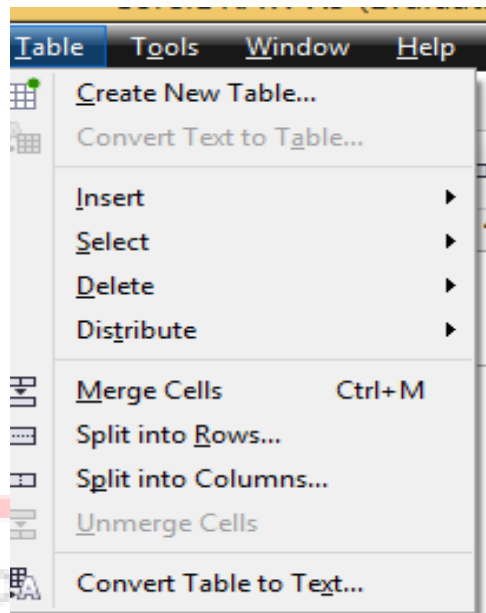 Table Tools Window Help
Create New Table...
Convert Text to Table...
Insert
Select
Delete
Distribute
Merge Cells Ctrl+M
Split into Rows...
Split into Columns...
Unmerge Cells
Convert Table to Text...